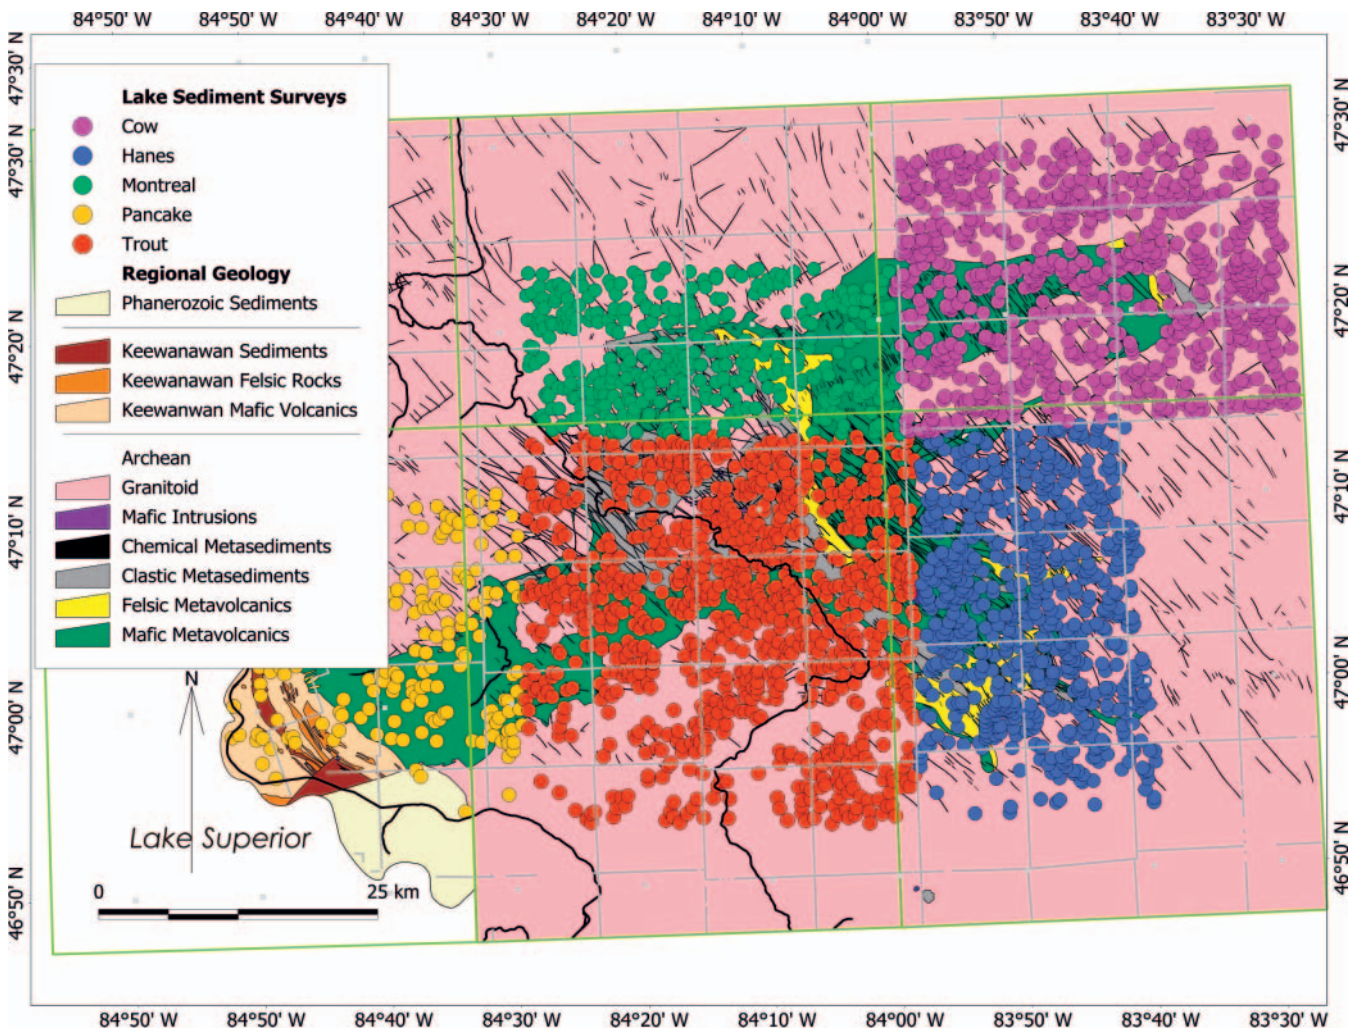 84°50' W 84°50' W 84°40' W 84°30' W 84°20' W 84°10' W 84°00' W 83°50' W 83°40' W 83°30' W
47°30' N
47°30' N
47°20' N
47°10' N
47°00' N
46°50' N
Lake Sediment Surveys
Cow
Hanes
Montreal
Pancake
Trout
Regional Geology
Phanerozoic Sediments
Keewanawan Sediments
Keewanawan Felsic Rocks
Keewanwan Mafic Volcanics
Archean
Granitoid
Mafic Intrusions
Chemical Metasediments
Clastic Metasediments
Felsic Metavolcanics
Mafic Metavolcanics
N
Lake Superior
0 25 km
47°30' N
47°20' N
47°10' N
47°00' N
46°50' N
84°50' W 84°50' W 84°40' W 84°30' W 84°20' W 84°10' W 84°00' W 83°50' W 83°40' W 83°30' W